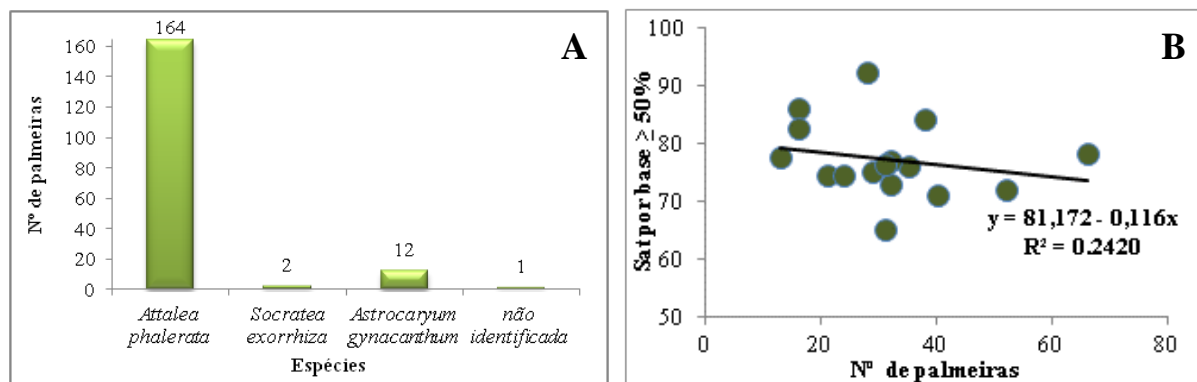 A
164
Nº de palmeiras
160
140
120
100
80
60
40
20
0
2
12
1
Attalea phalerata
Socratea exorrhiza
Astrocaryum gynacanthum
não identificada
Espécies
B
Sat por base ≥ 50%
100
90
80
70
60
50
y = 81,172 - 0,116x
R² = 0.2420
0
20
40
60
80
Nº de palmeiras